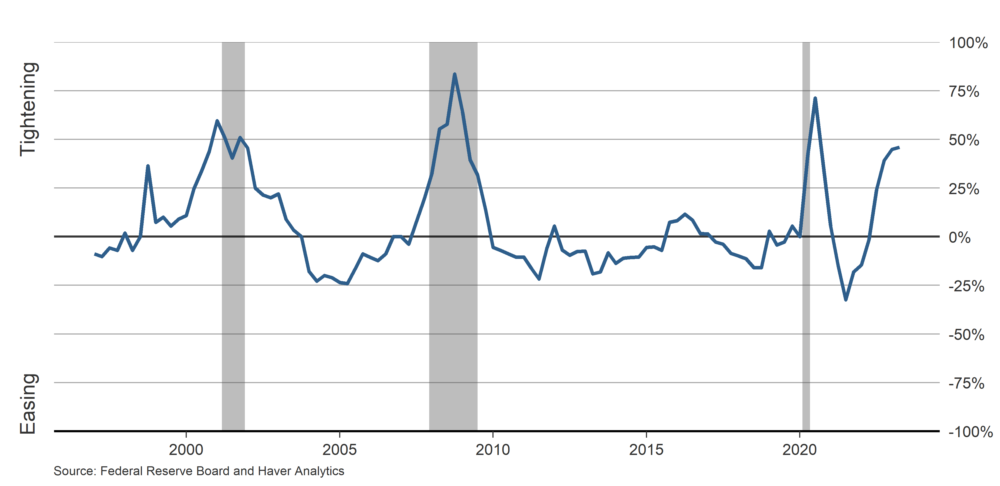 Tightening
Easing
100%
75%
50%
25%
0%
-25%
-50%
-75%
-100%
2000 2005 2010 2015 2020
Source: Federal Reserve Board and Haver Analytics